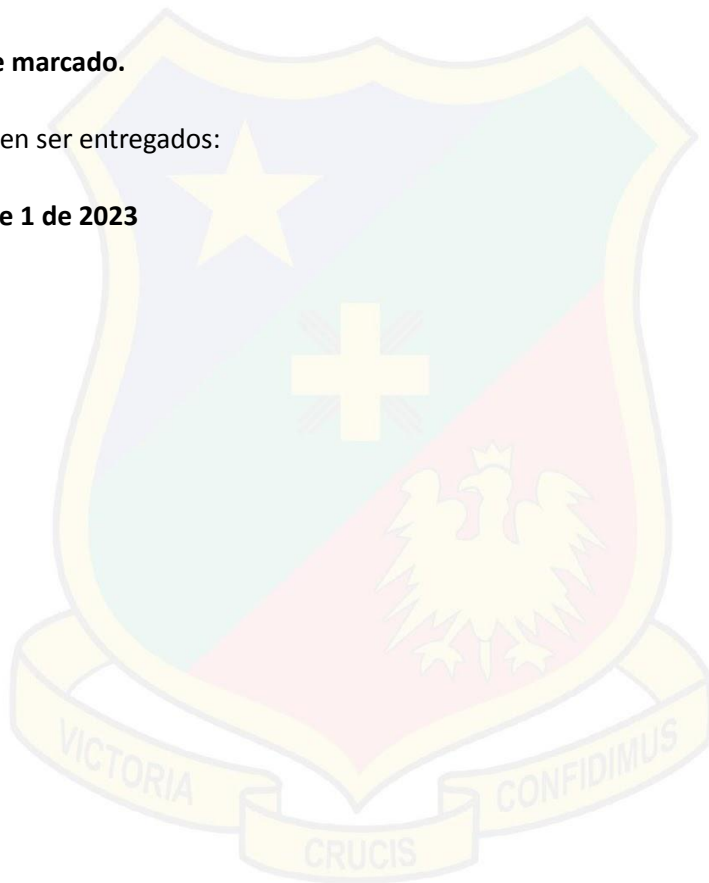 e marcado.
en ser entregados:
e 1 de 2023
VICTORIA
CRUCIS
CONFIDIMUS